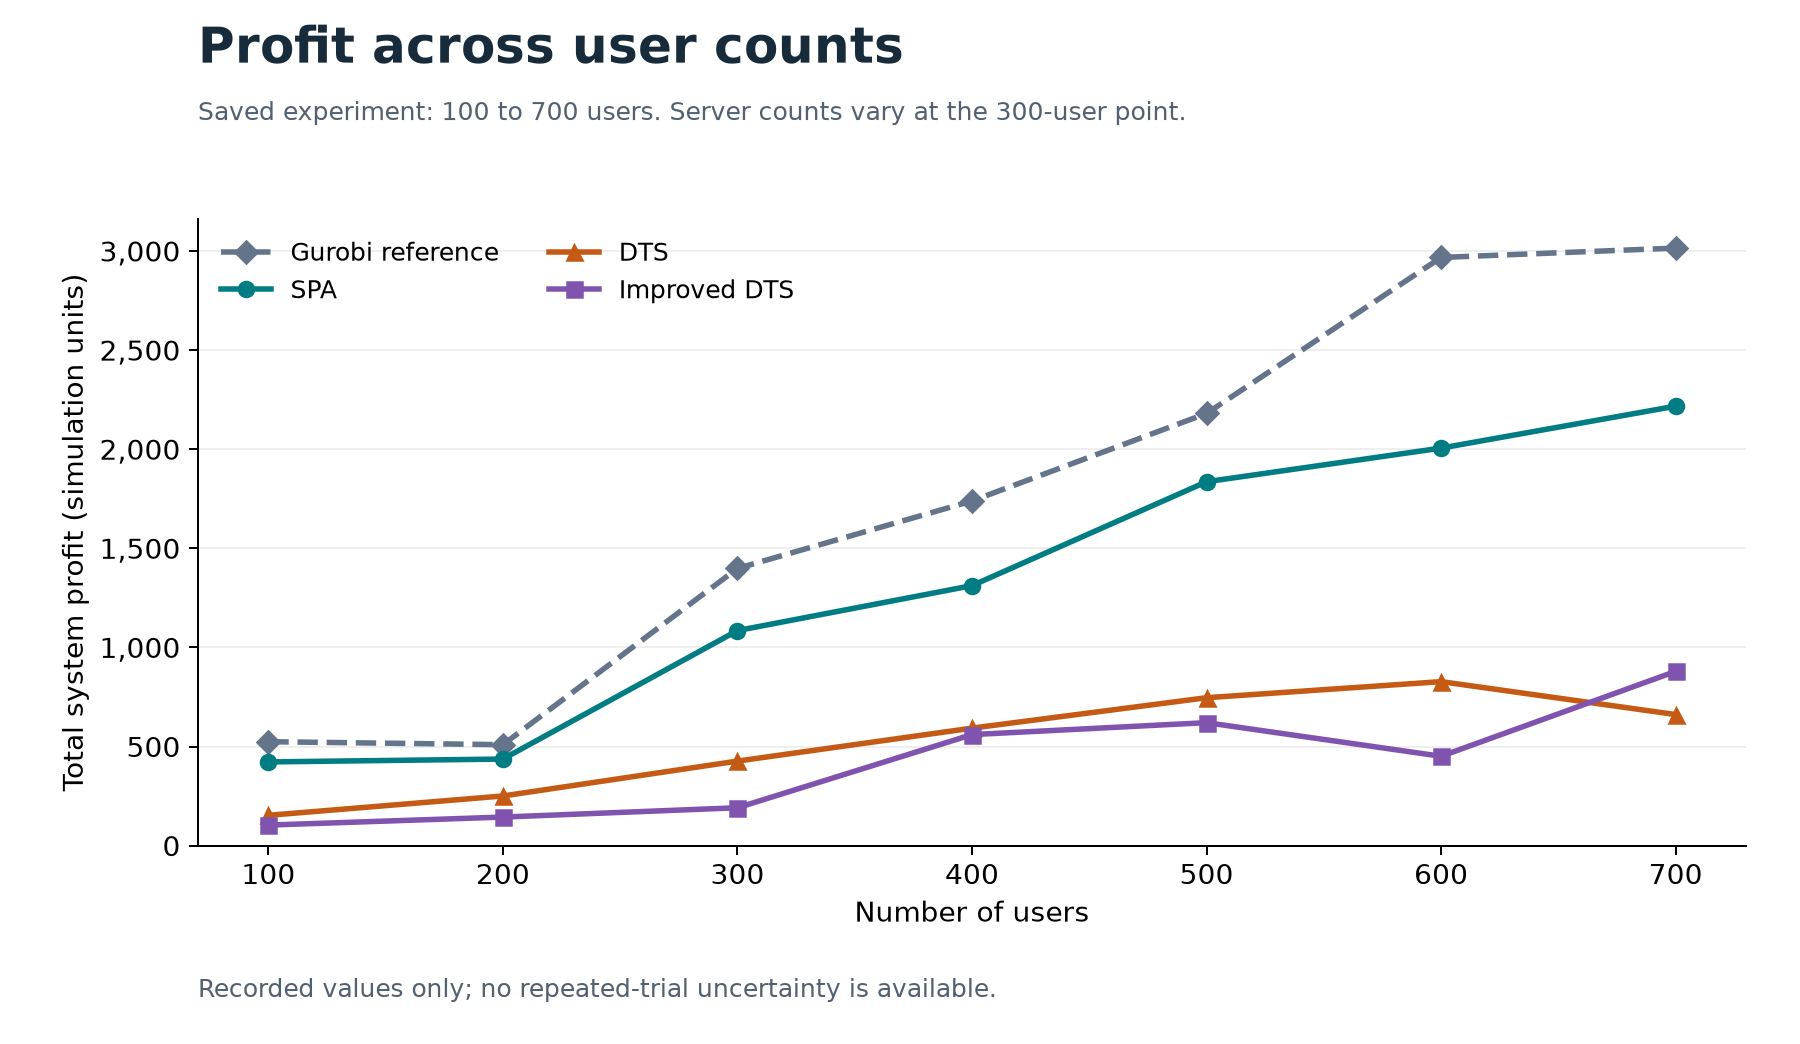 Profit across user counts
Saved experiment: 100 to 700 users. Server counts vary at the 300-user point.
Gurobi reference
SPA
DTS
Improved DTS
Total system profit (simulation units)
3,000
2,500
2,000
1,500
1,000
500
0
100 200 300 400 500 600 700
Number of users
Recorded values only; no repeated-trial uncertainty is available.